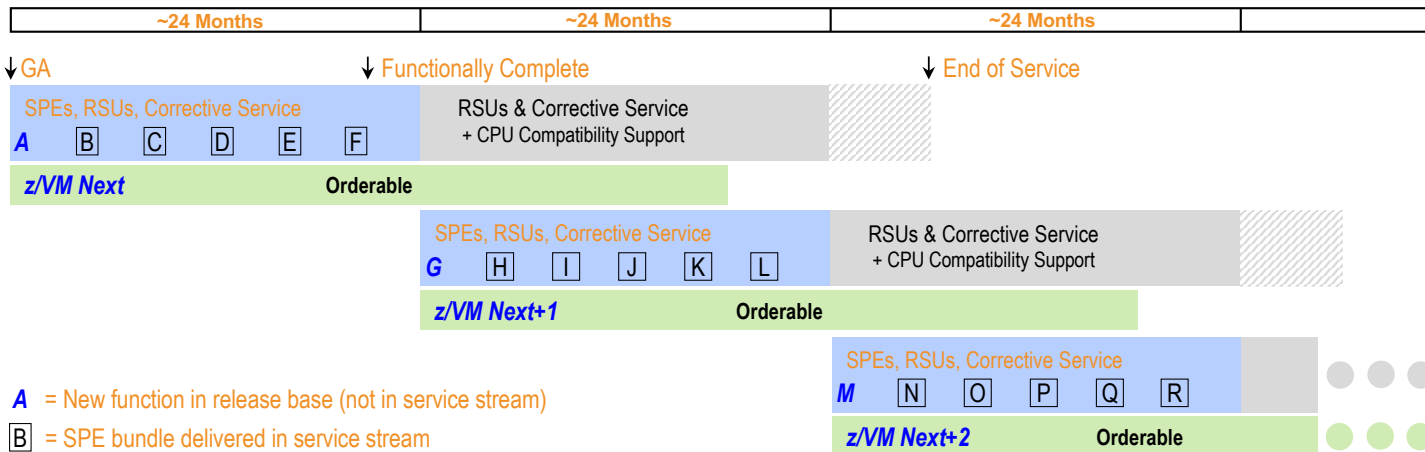 ~24 Months ~24 Months ~24 Months
GA Functionally Complete End of Service
SPEs, RSUs, Corrective Service RSUs & Corrective Service
+ CPU Compatibility Support
A B C D E F
z/VM Next Orderable
SPEs, RSUs, Corrective Service RSUs & Corrective Service
+ CPU Compatibility Support
G H I J K L
z/VM Next+1 Orderable
SPEs, RSUs, Corrective Service
M N O P Q R
z/VM Next+2 Orderable
A = New function in release base (not in service stream)
B = SPE bundle delivered in service stream